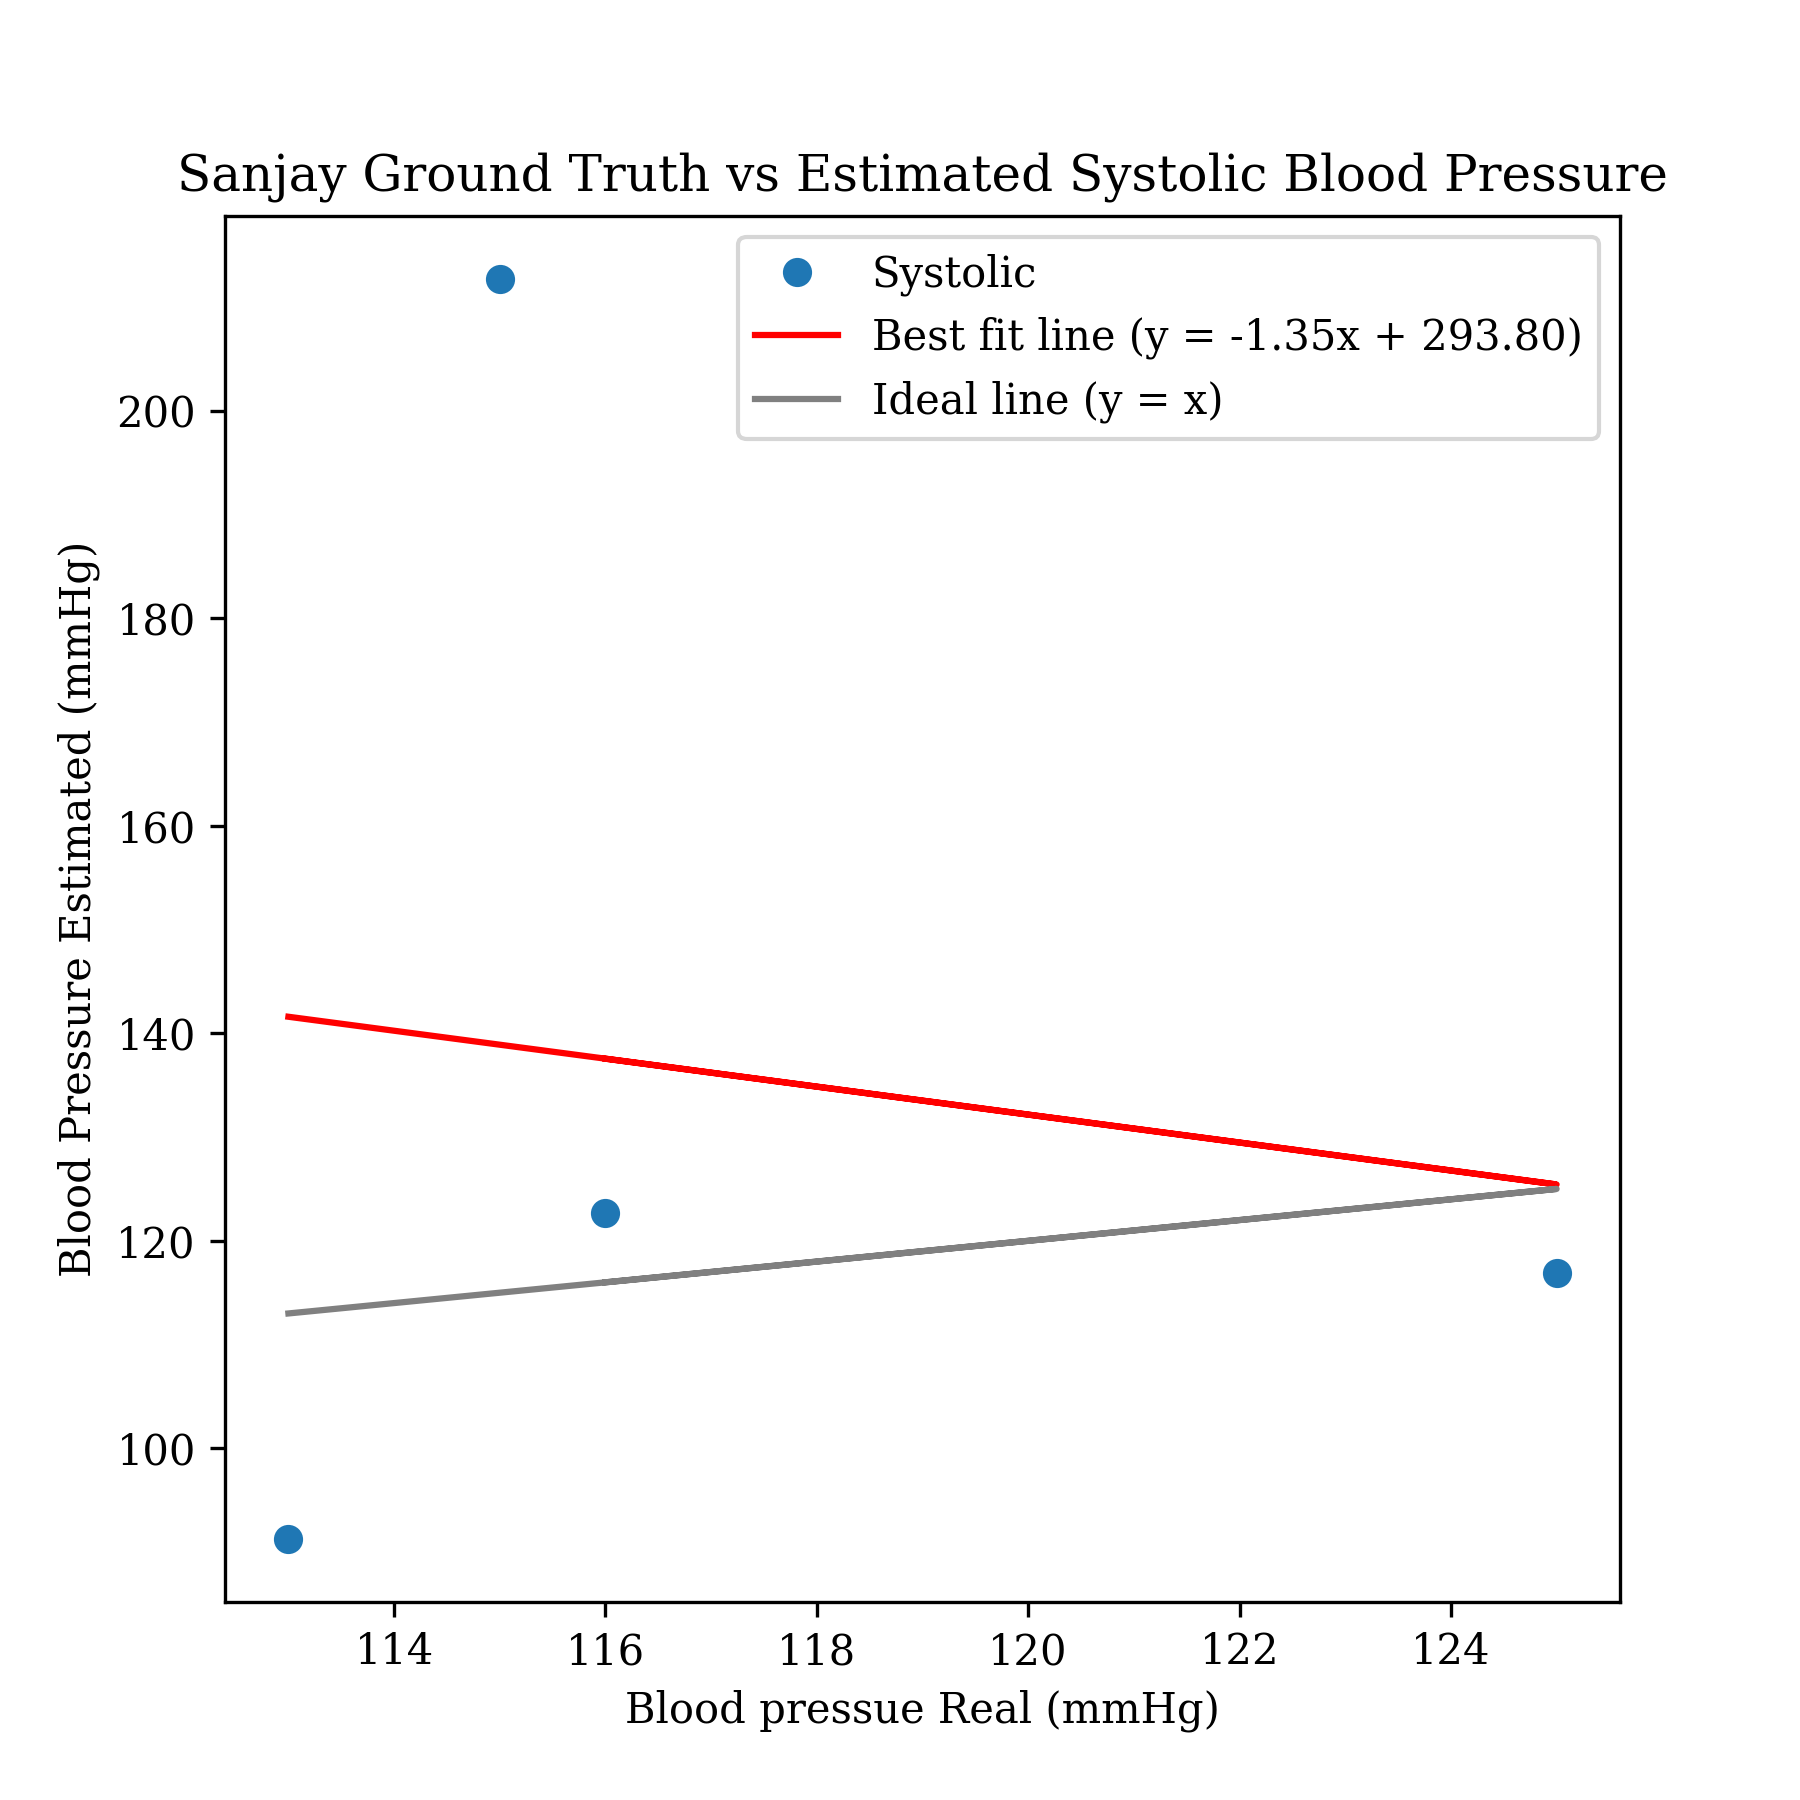 Sanjay Ground Truth vs Estimated Systolic Blood Pressure
Systolic
Best fit line (y = -1.35x + 293.80)
Ideal line (y = x)
Blood Pressure Estimated (mmHg)
200
180
160
140
120
100
114 116 118 120 122 124
Blood pressue Real (mmHg)